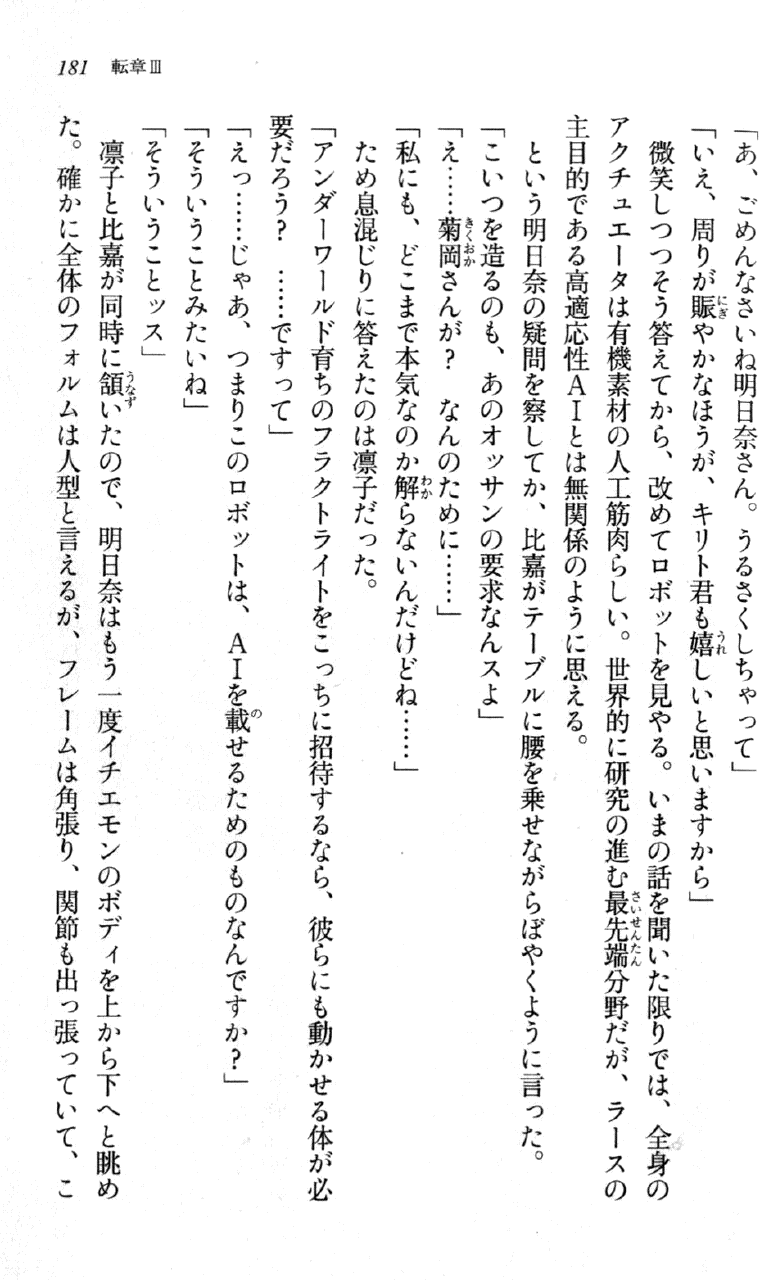 181 転章Ⅲ
「あ、ごめんなさいね明日奈さん。うるさくしちゃって」
「いえ、周りが賑やかなほうが、キリト君も嬉しいと思いますから」
微笑しつつそう答えてから、改めてロボットを見やる。いまの話を聞いた限りでは、全身の
アクチュエータは有機素材の人工筋肉らしい。世界的に研究の進む最先端分野だが、ラースの
主目的である高適応性ＡＩとは無関係のように思える。
という明日奈の疑問を察してか、比嘉がテーブルに腰を乗せながらぼやくように言った。
「こいつを造るのも、あのオッサンの要求なんスよ」
「え……菊岡さんが？　なんのために……」
「私にも、どこまで本気なのか解らないんだけどね……」
ため息混じりに答えたのは凛子だった。
「アンダーワールド育ちのフラクトライトをこっちに招待するなら、彼らにも動かせる体が必
要だろう？　……ですって」
「えっ……じゃあ、つまりこのロボットは、ＡＩを載せるためのものなんですか？」
「そういうことみたいね」
「そういうことッス」
凛子と比嘉が同時に頷いたので、明日奈はもう一度イチエモンのボディを上から下へと眺め
た。確かに全体のフォルムは人型と言えるが、フレームは角張り、関節も出っ張っていて、こ